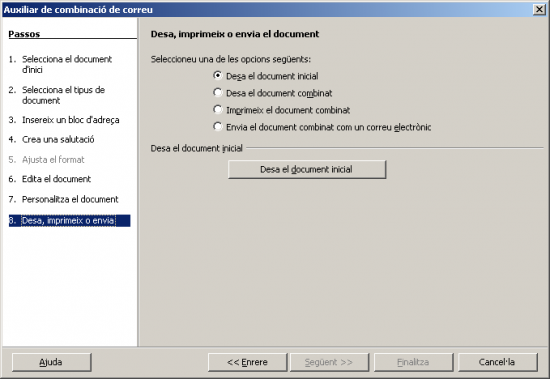 Auxiliar de combinació de correu
Passos
1. Selecciona el document
d'inici
2. Selecciona el tipus de
document
3. Insereix un bloc d'adreça
4. Crea una salutació
5. Ajusta el format
6. Edita el document
7. Personalitza el document
8. Desa, imprimeix o envia
Desa, imprimeix o envia el document
Seleccioneu una de les opcions següents:
Desa el document inicial
Desa el document combinat
Imprimeix el document combinat
Envia el document combinat com un correu electrònic
Desa el document inicial
Desa el document inicial
Ajuda
<< Enrere
Següent >>
Finalitza
Cancel·la